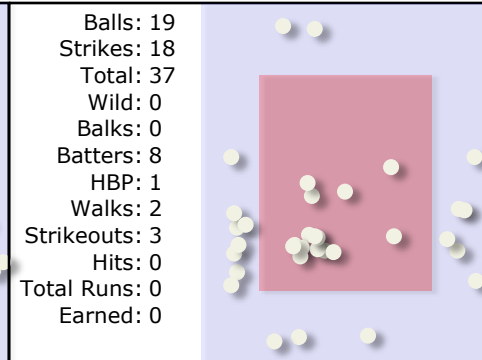 Balls: 19
Strikes: 18
Total: 37
Wild: 0
Balks: 0
Batters: 8
HBP: 1
Walks: 2
Strikeouts: 3
Hits: 0
Total Runs: 0
Earned: 0